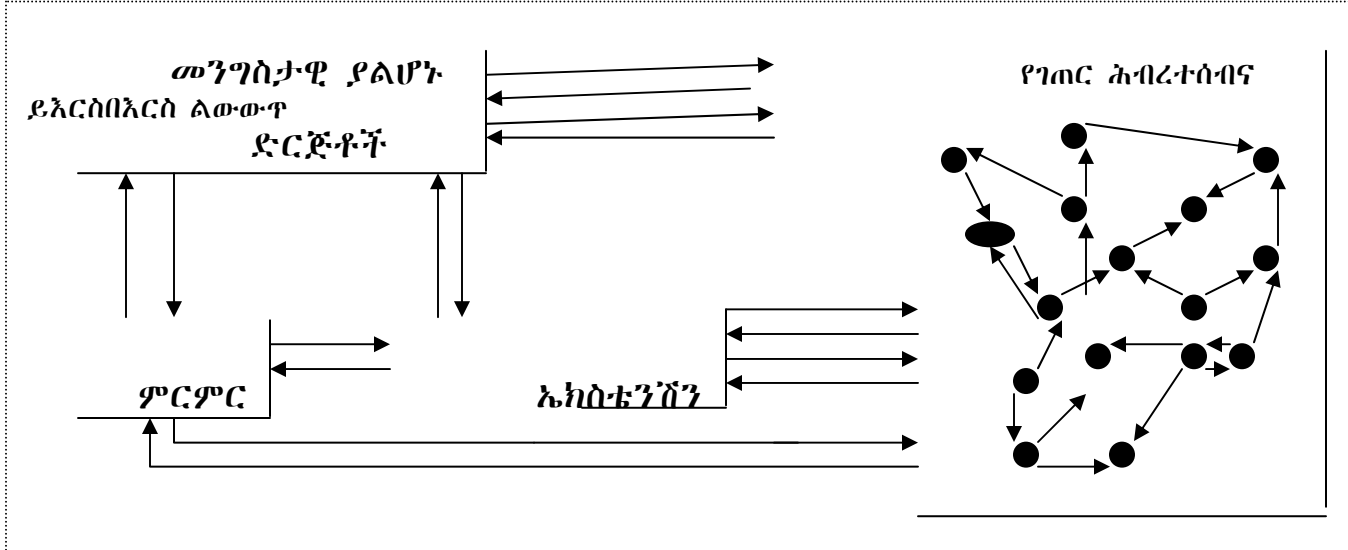 መንግስታዊ ያልሆኑ
ይእርስበእርስ ልውውጥ
ድርጅቶች
የገጠር ሕብረተሰብና
ምርምር
ኤክስቴንሽን